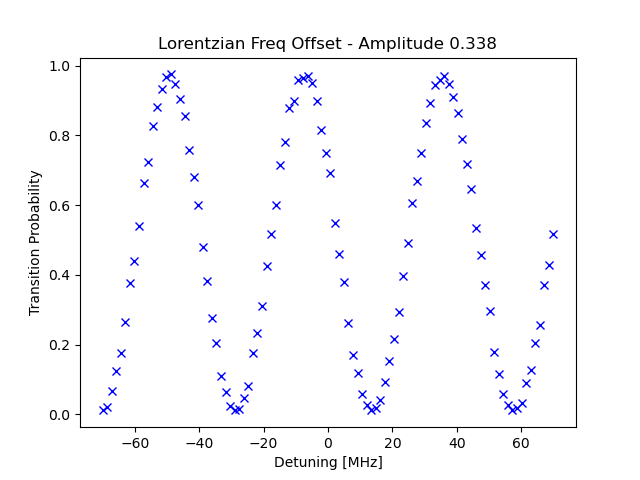 Lorentzian Freq Offset - Amplitude 0.338
Transition Probability
1.0
0.8
0.6
0.4
0.2
0.0
−60 −40 −20 0 20 40 60
Detuning [MHz]